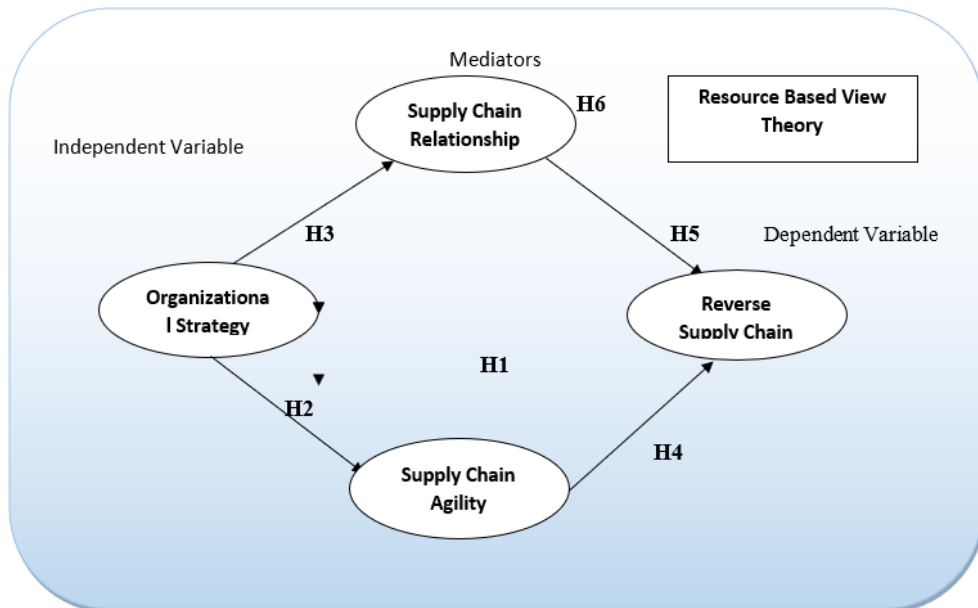 Mediators
Supply Chain
Relationship
H6
Resource Based View
Theory
Independent Variable
H3
H5
Dependent Variable
Organizationa
l Strategy
Reverse
Supply Chain
H1
H2
H4
Supply Chain
Agility